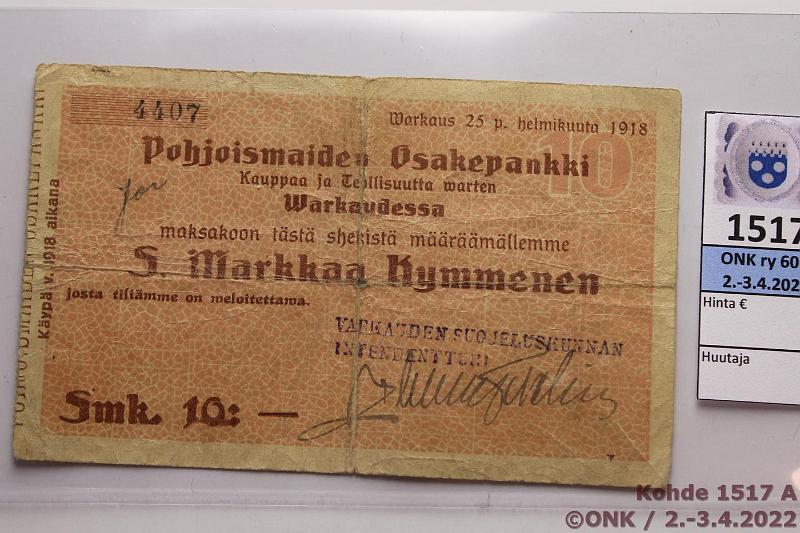 4407
Warkaus 25 p. helmikuuta 1918
Pohjoismaiden Osakepankki
10
Kauppaa ja Teollisuutta warten
Warkaudessa
maksakoon tästä shekistä määräämällemme
S. Markkaa Kymmenen
josta tiliämme on weloitettawa.
VARKAUDEN SUOJELUSKUNNAN
INTENDENTTURI
Smk. 10: —
Käypä v. 1918 aikana
1517
ONK ry 60
2.-3.4.202
Hinta €
Huutaja
Kohde 1517 A
©ONK / 2.-3.4.2022